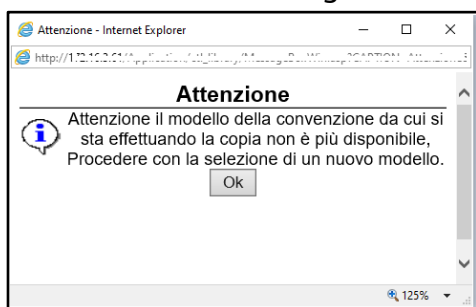 Attenzione - Internet Explorer
Attenzione
Attenzione il modello della convenzione da cui si
sta effettuando la copia non è più disponibile,
Procedere con la selezione di un nuovo modello.
Ok
125%